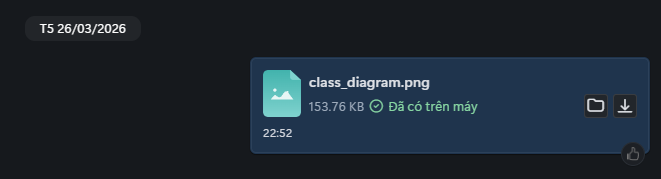 T5 26/03/2026
class_diagram.png
153.76 KB Đã có trên máy
22:52